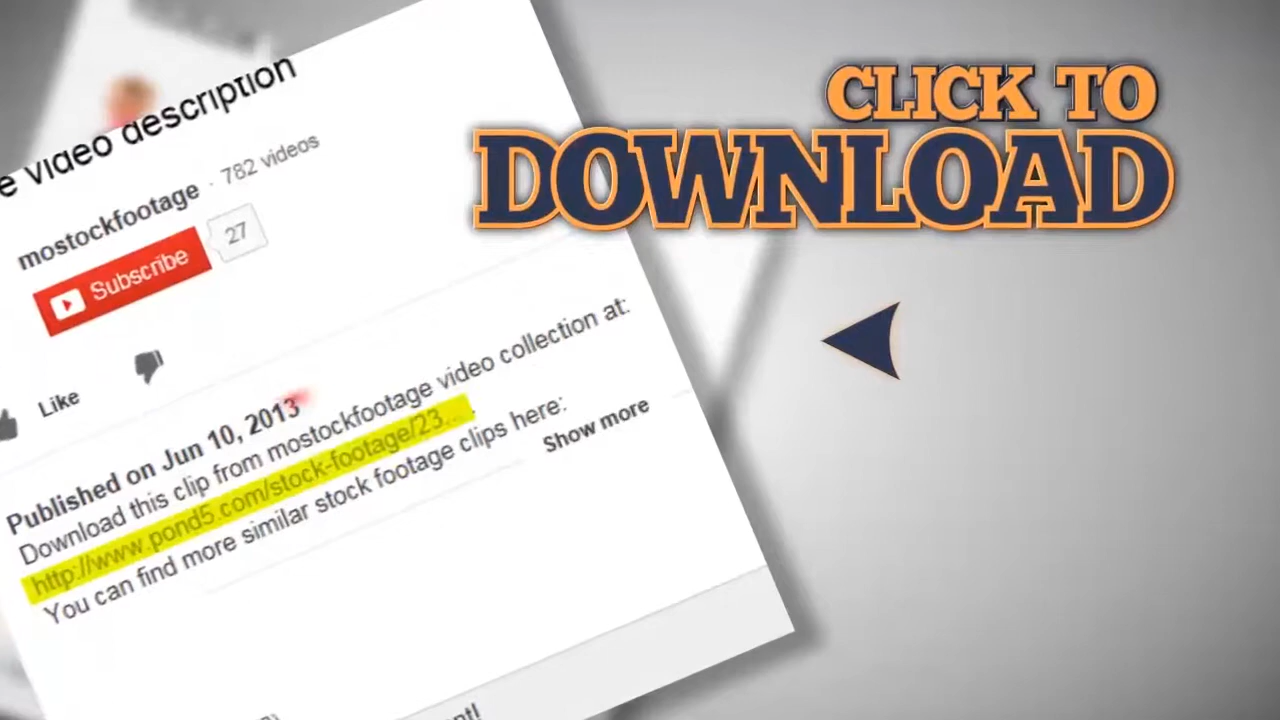 CLICK TO
DOWNLOAD
e video description
mostockfootage · 782 videos
Subscribe
27
Like
Published on Jun 10, 2013
Download this clip from mostockfootage video collection at:
http://www.pond5.com/stock-footage/23... .
You can find more similar stock footage clips here:
Show more